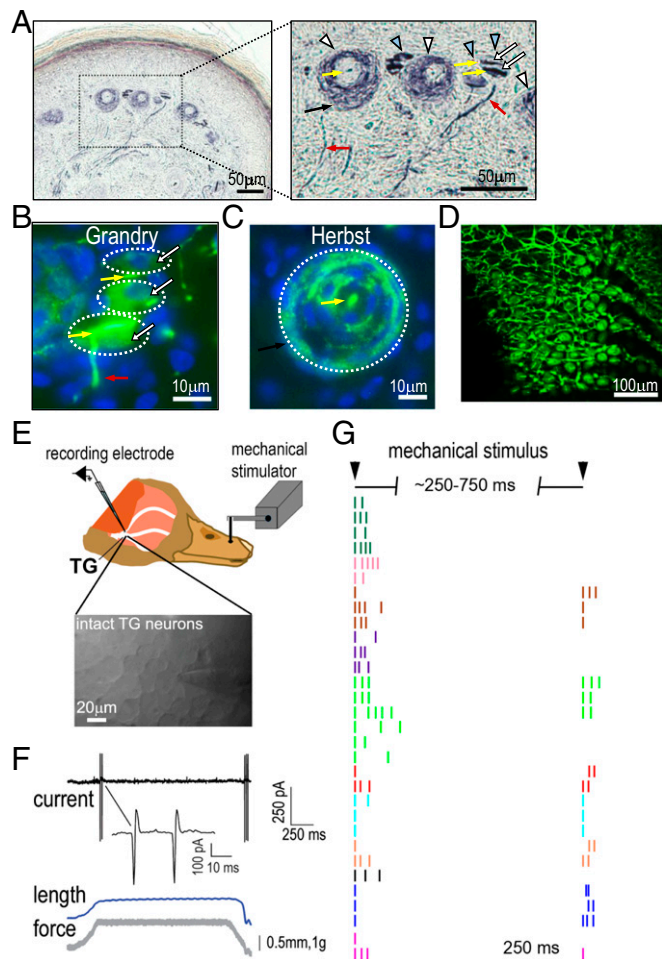 A
50μm
50μm
B
Grandry
10μm
C
Herbst
10μm
D
100μm
E
recording electrode
mechanical
stimulator
TG
intact TG neurons
20μm
F
current
250 pA
250 ms
100 pA
10 ms
length
force
0.5mm,1g
G
mechanical stimulus
~250-750 ms
250 ms